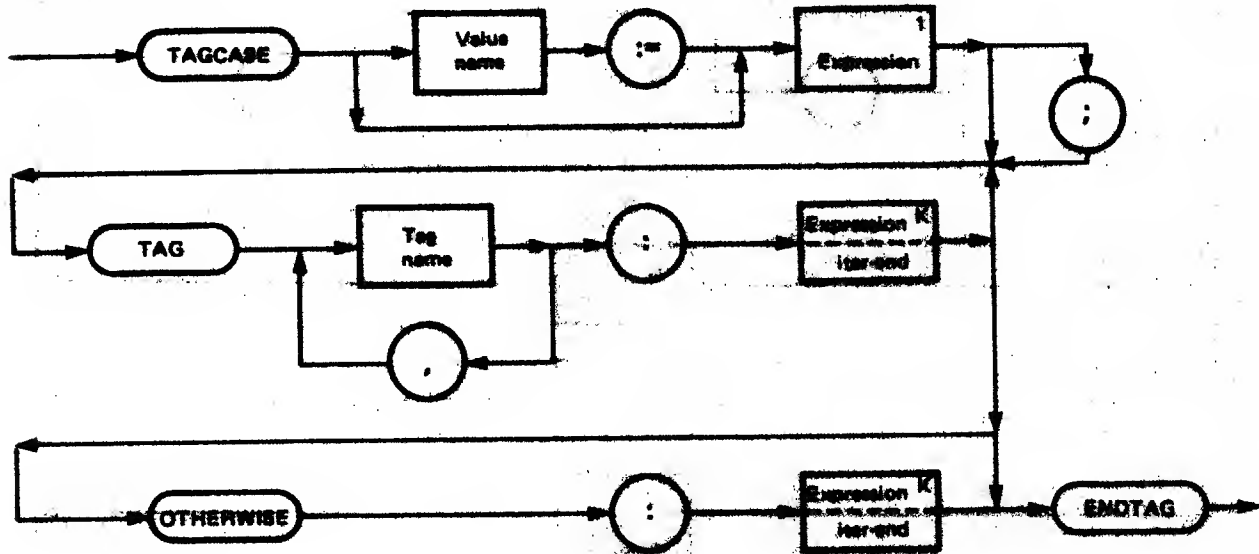 TAGCASE
Value
name
:=
1
Expression
;
TAG
Tag
name
,
:
Expression K
iter-end
OTHERWISE
:
Expression K
iter-end
ENDTAG